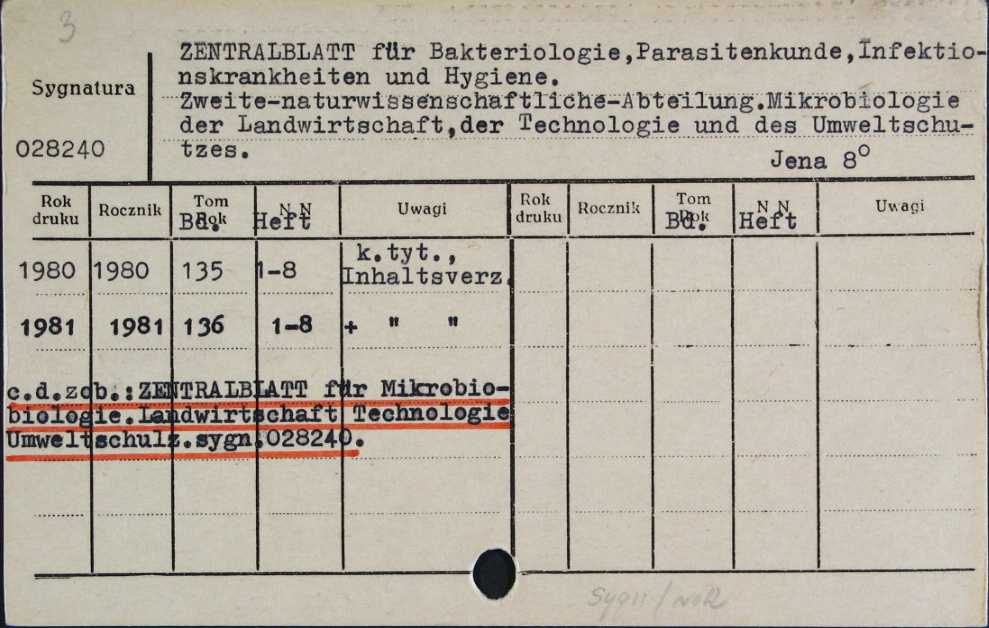 3
ZENTRALBLATT für Bakteriologie,Parasitenkunde,Infektio-
nskrankheiten und Hygiene.
Sygnatura
Zweite-naturwissenschaftliche-Abteilung.Mikrobiologie
der Landwirtschaft,der Technologie und des Umweltschu-
028240 tzes.
Jena 8°
Rok druku Rocznik Tom Rok Bd. N N Heft Uwagi Rok druku Rocznik Tom Rok Bd. N N Heft Uwagi
1980 1980 135 1-8 k.tyt., Inhaltsverz.
1981 1981 136 1-8 + " "
c.d.zob.:ZENTRALBLATT für Mikrobio-
biologie.Landwirtschaft Technologie
Umweltschulz.sygn.028240.
Sygn/